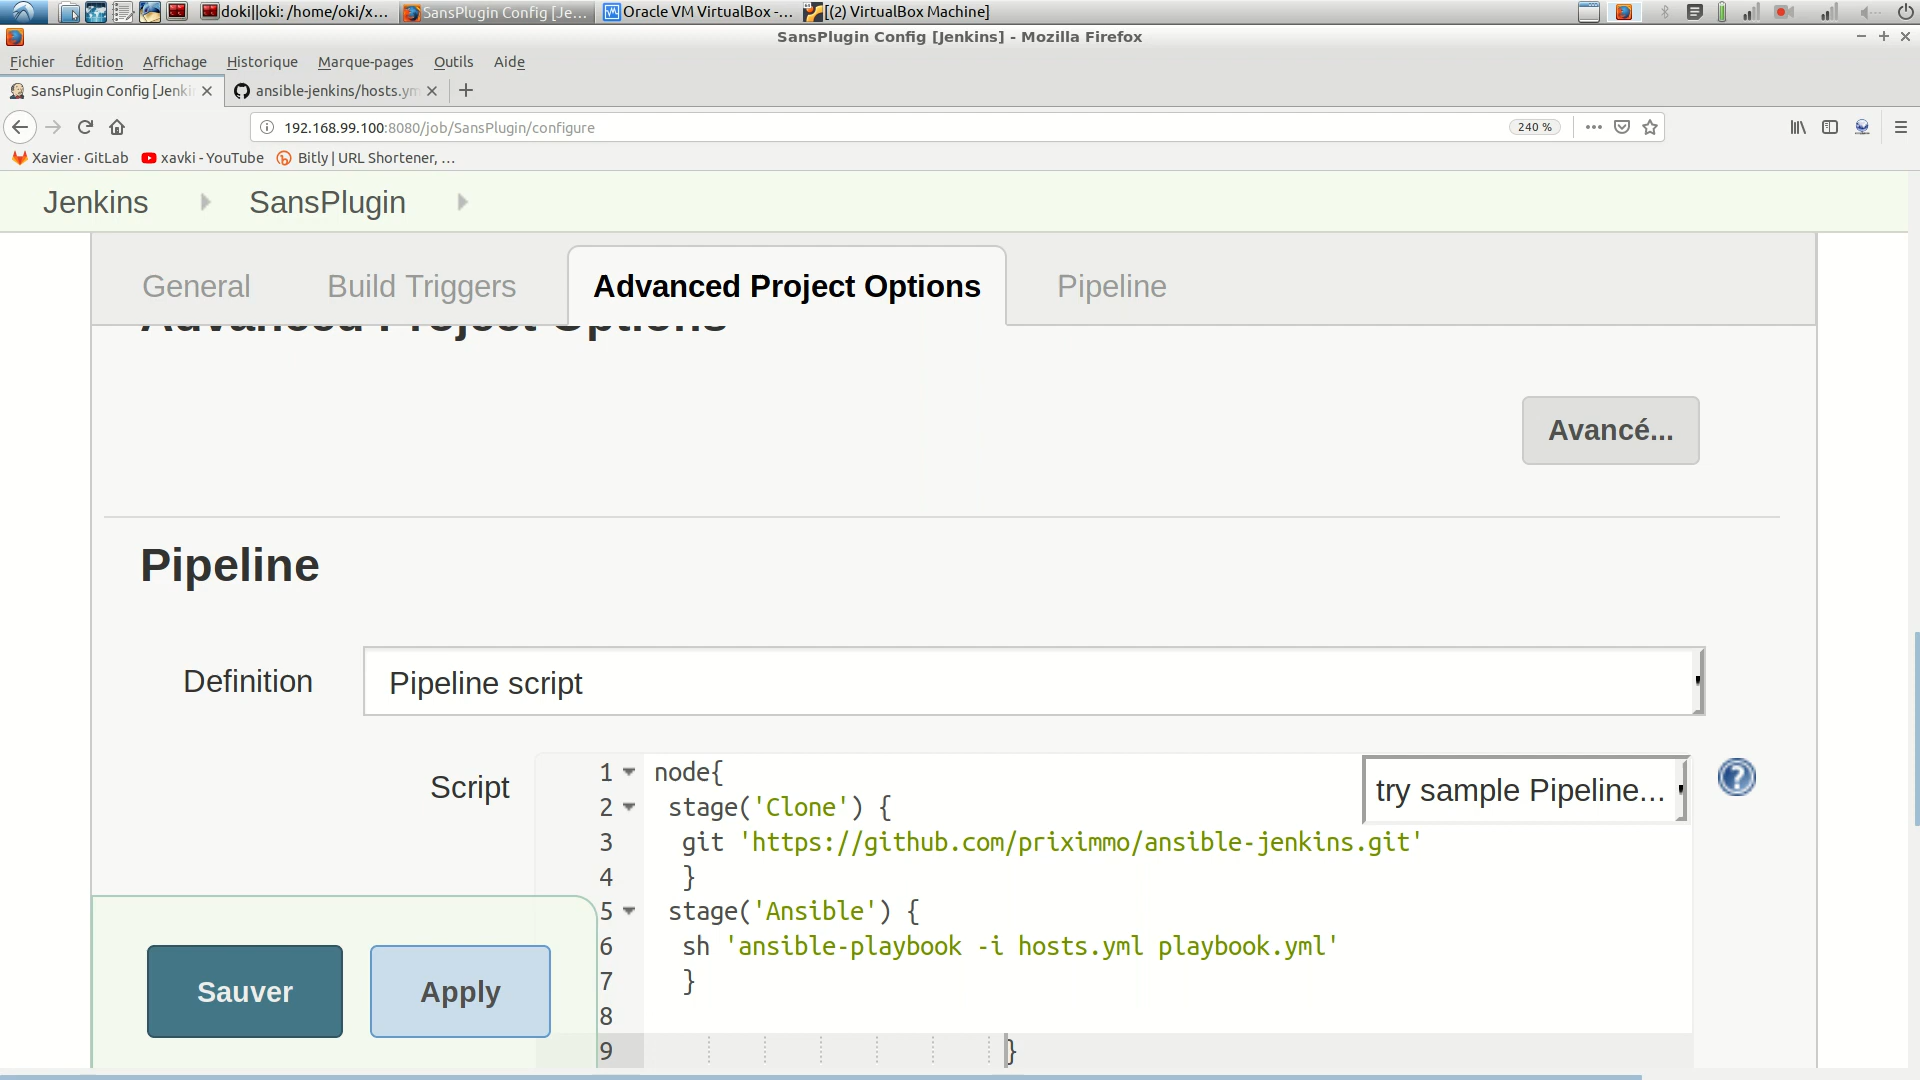 doki||oki: /home/oki/x...
SansPlugin Config [Je...
Oracle VM VirtualBox -...
[(2) VirtualBox Machine]
SansPlugin Config [Jenkins] - Mozilla Firefox
Fichier Édition Affichage Historique Marque-pages Outils Aide
SansPlugin Config [Jenki
ansible-jenkins/hosts.ym
192.168.99.100:8080/job/SansPlugin/configure
240 %
Xavier · GitLab
xavki - YouTube
Bitly | URL Shortener, ...
Jenkins
SansPlugin
General
Build Triggers
Advanced Project Options
Pipeline
Advanced Project Options
Avancé...
Pipeline
Definition
Pipeline script
Script
try sample Pipeline...
1 node{
2 stage('Clone') {
3 git 'https://github.com/priximmo/ansible-jenkins.git'
4 }
5 stage('Ansible') {
6 sh 'ansible-playbook -i hosts.yml playbook.yml'
7 }
8
9 }
Sauver
Apply